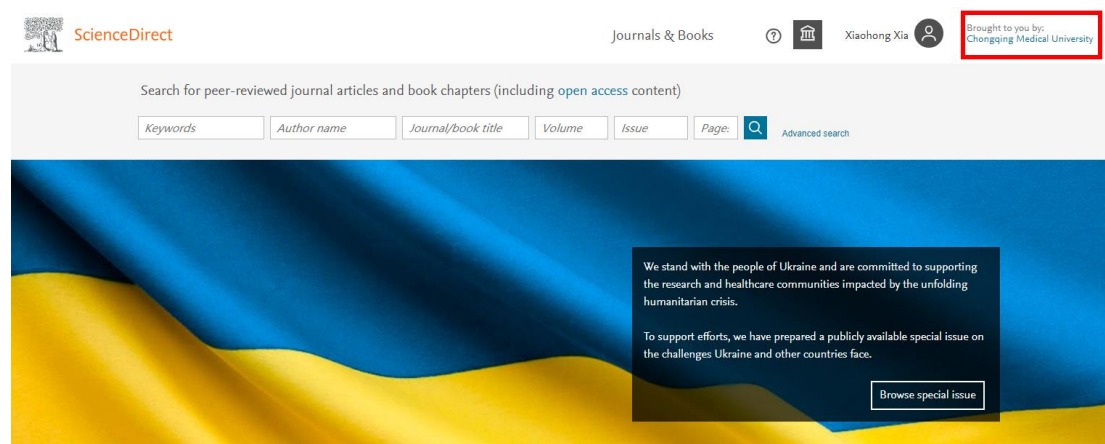 ScienceDirect
Journals & Books
?
Xiaohong Xia
Brought to you by:
Chongqing Medical University
Search for peer-reviewed journal articles and book chapters (including open access content)
Keywords
Author name
Journal/book title
Volume
Issue
Page:
Advanced search
We stand with the people of Ukraine and are committed to supporting
the research and healthcare communities impacted by the unfolding
humanitarian crisis.
To support efforts, we have prepared a publicly available special issue on
the challenges Ukraine and other countries face.
Browse special issue